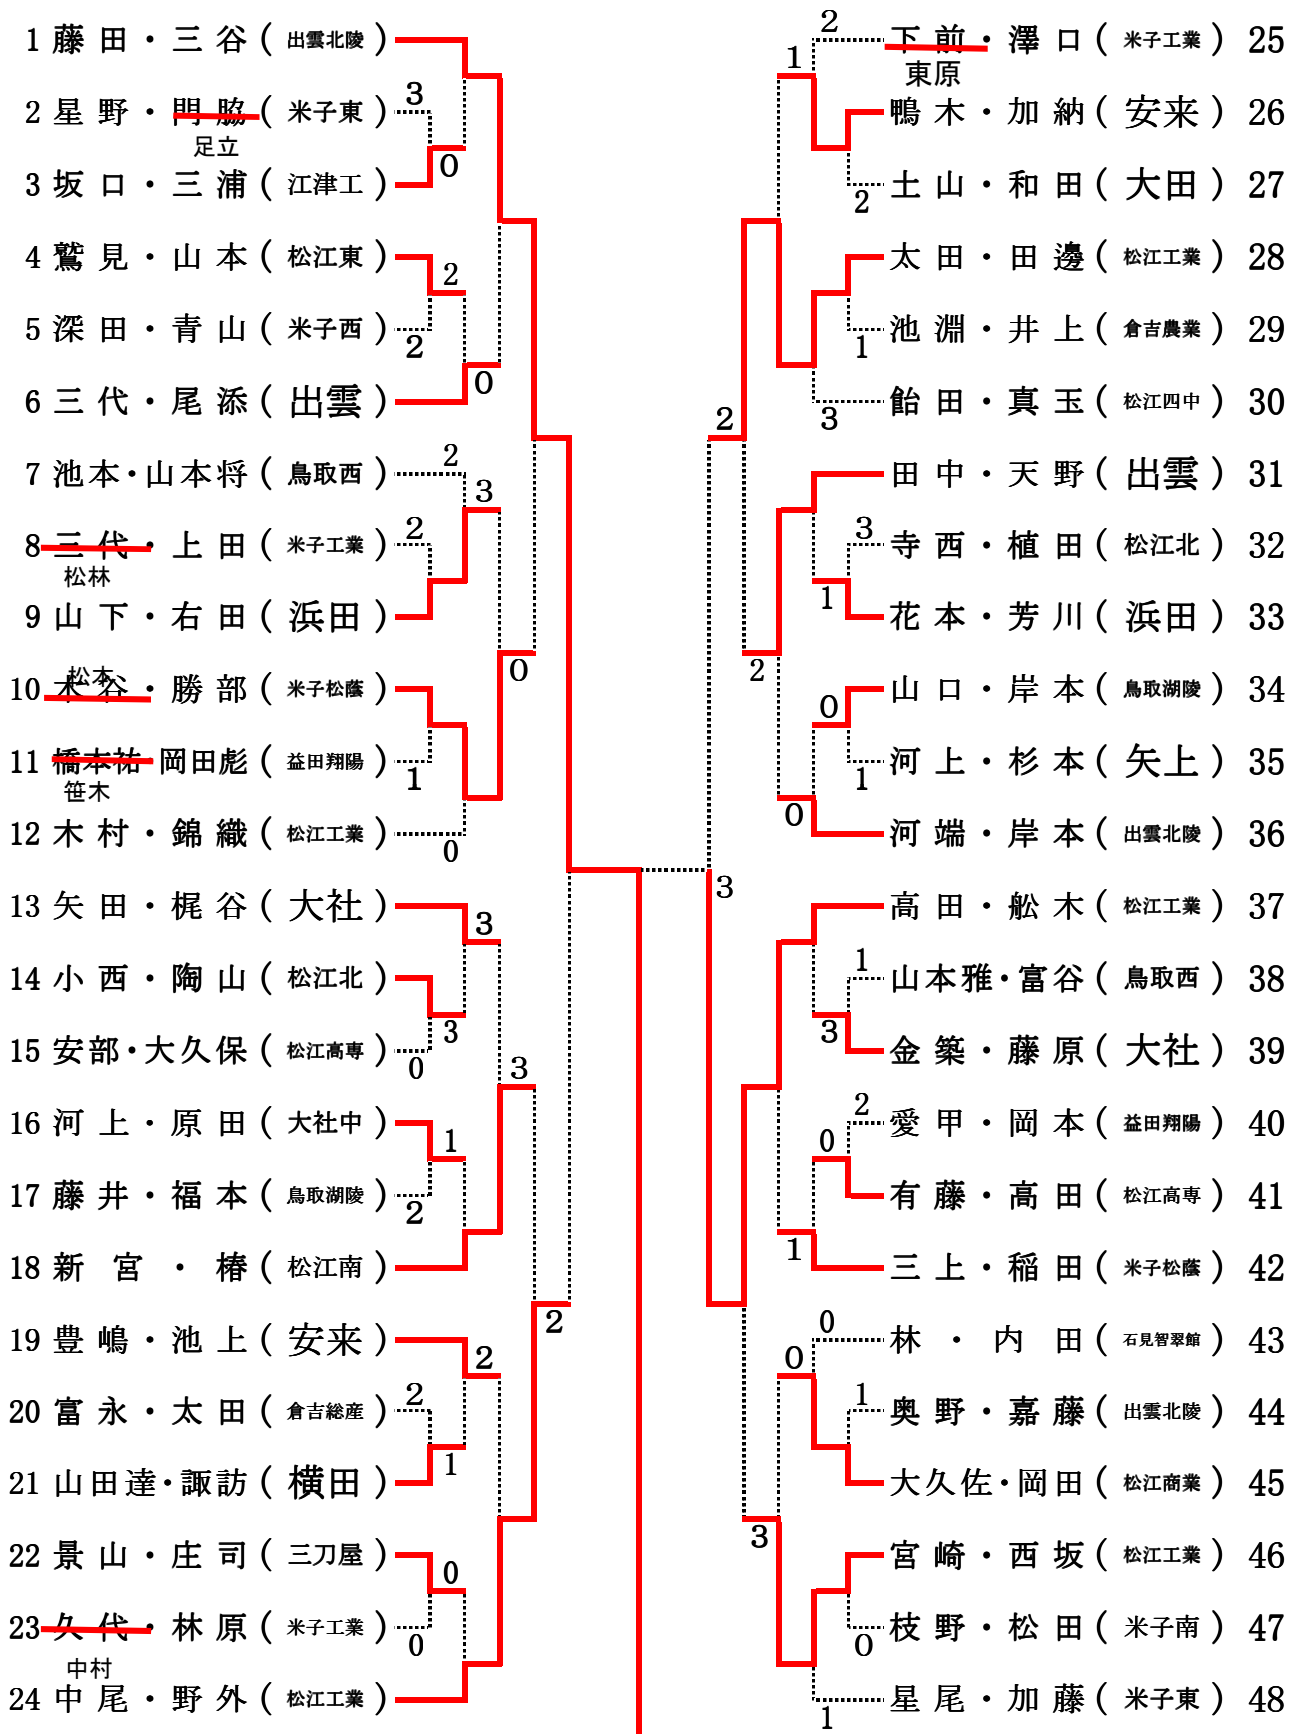 1 藤田・三谷(出雲北陵)
3
2 星野・門脇(米子東)
足立
0
3 坂口・三浦(江津工)
4 鷲見・山本(松江東)
2
5 深田・青山(米子西)
2
0
6 三代・尾添(出雲)
2
7 池本・山本将(鳥取西)
3
2
8 三代・上田(米子工業)
松林
9 山下・右田(浜田)
0
松本
10 木谷・勝部(米子松蔭)
11 橋本祐・岡田彪(益田翔陽)
1
笹木
12 木村・錦織(松江工業)
0
13 矢田・梶谷(大社)
3
14 小西・陶山(松江北)
3
15 安部・大久保(松江高専)
0
3
16 河上・原田(大社中)
1
17 藤井・福本(鳥取湖陵)
2
18 新宮・椿(松江南)
2
19 豊嶋・池上(安来)
2
2
20 富永・太田(倉吉総産)
1
21 山田達・諏訪(横田)
22 景山・庄司(三刀屋)
0
23 久代・林原(米子工業)
0
中村
24 中尾・野外(松江工業)
2
下前・澤口(米子工業) 25
1
東原
鴨木・加納(安来) 26
土山・和田(大田) 27
2
太田・田邊(松江工業) 28
池淵・井上(倉吉農業) 29
1
飴田・真玉(松江四中) 30
3
2
田中・天野(出雲) 31
3
寺西・植田(松江北) 32
1
花本・芳川(浜田) 33
2
山口・岸本(鳥取湖陵) 34
0
河上・杉本(矢上) 35
1
0
河端・岸本(出雲北陵) 36
3
高田・舩木(松江工業) 37
1
山本雅・富谷(鳥取西) 38
3
金築・藤原(大社) 39
2
愛甲・岡本(益田翔陽) 40
0
有藤・高田(松江高専) 41
1
三上・稲田(米子松蔭) 42
0
林・内田(石見智翠館) 43
0
1
奥野・嘉藤(出雲北陵) 44
大久佐・岡田(松江商業) 45
3
宮崎・西坂(松江工業) 46
枝野・松田(米子南) 47
0
星尾・加藤(米子東) 48
1